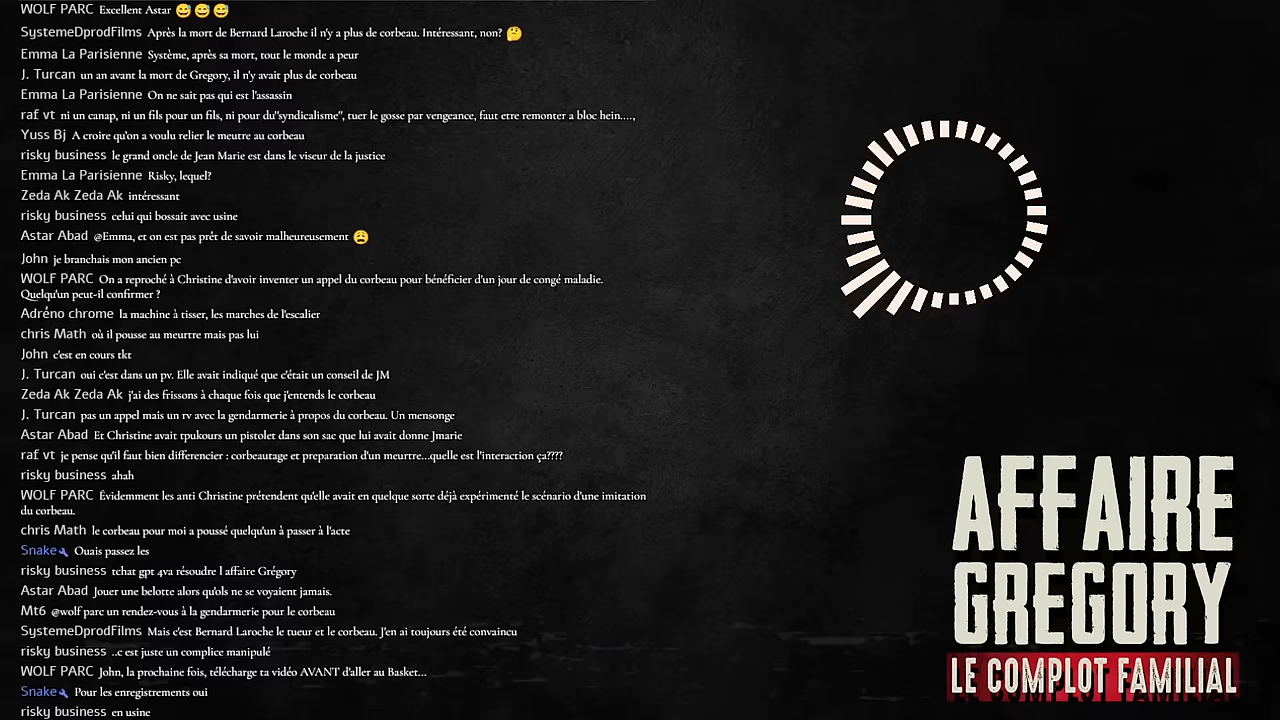 WOLF PARC Excellent Astar 😅😅😅
SystemeDprodFilms Après la mort de Bernard Laroche il n'y a plus de corbeau. Intéressant, non? 🤔
Emma La Parisienne Système, après sa mort, tout le monde a peur
J. Turcan un an avant la mort de Gregory, il n'y avait plus de corbeau
Emma La Parisienne On ne sait pas qui est l'assassin
raf vt ni un canap, ni un fils pour un fils, ni pour du"syndicalisme", tuer le gosse par vengeance, faut etre remonter a bloc hein....,
Yuss Bj A croire qu'on a voulu relier le meutre au corbeau
risky business le grand oncle de Jean Marie est dans le viseur de la justice
Emma La Parisienne Risky, lequel?
Zeda Ak Zeda Ak intéressant
risky business celui qui bossait avec usine
Astar Abad @Emma, et on est pas prêt de savoir malheureusement 😩
John je branchais mon ancien pc
WOLF PARC On a reproché à Christine d'avoir inventer un appel du corbeau pour bénéficier d'un jour de congé maladie.
Quelqu'un peut-il confirmer ?
Adréno chrome la machine à tisser, les marches de l'escalier
chris Math où il pousse au meurtre mais pas lui
John c'est en cours tkt
J. Turcan oui c'est dans un pv. Elle avait indiqué que c'était un conseil de JM
Zeda Ak Zeda Ak j'ai des frissons à chaque fois que j'entends le corbeau
J. Turcan pas un appel mais un rv avec la gendarmerie à propos du corbeau. Un mensonge
Astar Abad Et Christine avait tpukours un pistolet dans son sac que lui avait donne Jmarie
raf vt je pense qu'il faut bien differencier : corbeautage et preparation d'un meurtre...quelle est l'interaction ça????
risky business ahah
WOLF PARC Évidemment les anti Christine prétendent qu'elle avait en quelque sorte déjà expérimenté le scénario d'une imitation
du corbeau.
chris Math le corbeau pour moi a poussé quelqu'un à passer à l'acte
Snake🔧 Ouais passez les
risky business tchat gpt 4va résoudre l affaire Grégory
Astar Abad Jouer une belotte alors qu'ols ne se voyaient jamais.
Mt6 @wolf parc un rendez-vous à la gendarmerie pour le corbeau
SystemeDprodFilms Mais c'est Bernard Laroche le tueur et le corbeau. J'en ai toujours été convaincu
risky business ..c est juste un complice manipulé
WOLF PARC John, la prochaine fois, télécharge ta vidéo AVANT d'aller au Basket...
Snake🔧 Pour les enregistrements oui
risky business en usine
AFFAIRE
GREGORY
LE COMPLOT FAMILIAL